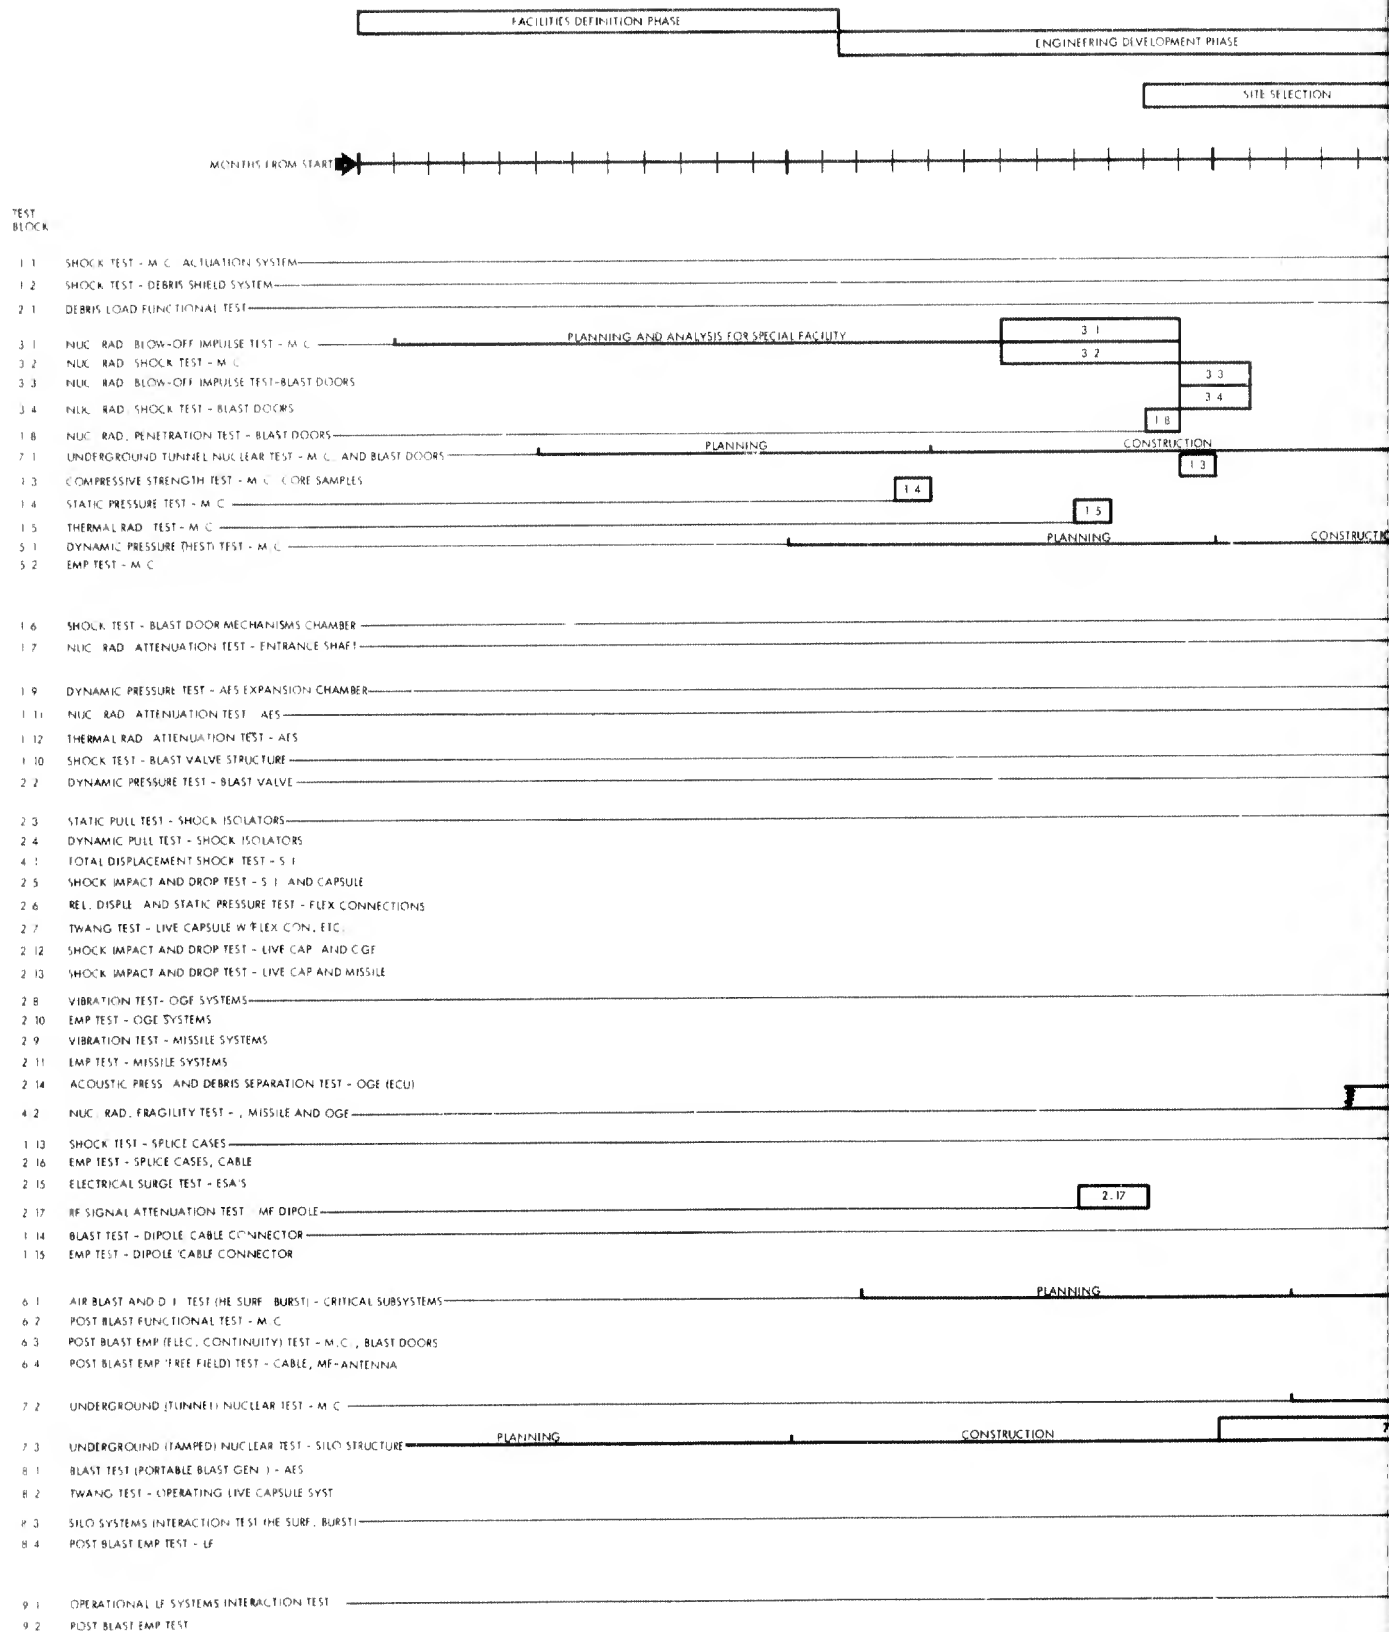 FACILITIES DEFINITION PHASE
ENGINEERING DEVELOPMENT PHASE
SITE SELECTION
MONTHS FROM START
TEST
BLOCK
1 1 SHOCK TEST - M C ACTUATION SYSTEM
1 2 SHOCK TEST - DEBRIS SHIELD SYSTEM
2 1 DEBRIS LOAD FUNCTIONAL TEST
3 1
3 1 NUC RAD BLOW-OFF IMPULSE TEST - M C PLANNING AND ANALYSIS FOR SPECIAL FACILITY
3 2
3 2 NUC RAD SHOCK TEST - M C
3 3
3 3 NUC RAD BLOW-OFF IMPULSE TEST-BLAST DOORS
3 4
3 4 NUC RAD. SHOCK TEST - BLAST DOORS
1 8
1 8 NUC RAD, PENETRATION TEST - BLAST DOORS
PLANNING CONSTRUCTION
7 1 UNDERGROUND TUNNEL NUCLEAR TEST - M C. AND BLAST DOORS
1 3
1 3 COMPRESSIVE STRENGTH TEST - M C CORE SAMPLES
1 4
1 4 STATIC PRESSURE TEST - M C
1 5
1 5 THERMAL RAD TEST - M C
PLANNING CONSTRUCTIO
5 1 DYNAMIC PRESSURE (HEST) TEST - M C
5 2 EMP TEST - M C
1 6 SHOCK TEST - BLAST DOOR MECHANISMS CHAMBER
1 7 NUC RAD ATTENUATION TEST - ENTRANCE SHAFT
1 9 DYNAMIC PRESSURE TEST - AES EXPANSION CHAMBER
1 11 NUC RAD ATTENUATION TEST AES
1 12 THERMAL RAD ATTENUATION TEST - AES
1 10 SHOCK TEST - BLAST VALVE STRUCTURE
2 2 DYNAMIC PRESSURE TEST - BLAST VALVE
2 3 STATIC PULL TEST - SHOCK ISOLATORS
2 4 DYNAMIC PULL TEST - SHOCK ISOLATORS
4 1 TOTAL DISPLACEMENT SHOCK TEST - S I
2 5 SHOCK IMPACT AND DROP TEST - S I AND CAPSULE
2 6 REL. DISPLE AND STATIC PRESSURE TEST - FLEX CONNECTIONS
2 7 TWANG TEST - LIVE CAPSULE W/FLEX CON, ETC.
2 12 SHOCK IMPACT AND DROP TEST - LIVE CAP AND CGE
2 13 SHOCK IMPACT AND DROP TEST - LIVE CAP AND MISSILE
2 8 VIBRATION TEST- OGE SYSTEMS
2 10 EMP TEST - OGE SYSTEMS
2 9 VIBRATION TEST - MISSILE SYSTEMS
2 11 EMP TEST - MISSILE SYSTEMS
2 14 ACOUSTIC PRESS AND DEBRIS SEPARATION TEST - OGE (ECU)
4 2 NUC. RAD. FRAGILITY TEST - , MISSILE AND OGE
1 13 SHOCK TEST - SPLICE CASES
2 16 EMP TEST - SPLICE CASES, CABLE
2 15 ELECTRICAL SURGE TEST - ESA'S
2.17
2 17 RF SIGNAL ATTENUATION TEST MF DIPOLE
1 14 BLAST TEST - DIPOLE CABLE CONNECTOR
1 15 EMP TEST - DIPOLE CABLE CONNECTOR
PLANNING
6 1 AIR BLAST AND D I TEST (HE SURF BURST) - CRITICAL SUBSYSTEMS
6 2 POST BLAST FUNCTIONAL TEST - M C
6 3 POST BLAST EMP (ELEC. CONTINUITY) TEST - M.C., BLAST DOORS
6 4 POST BLAST EMP (FREE FIELD) TEST - CABLE, MF-ANTENNA
7 2 UNDERGROUND (TUNNEL) NUCLEAR TEST - M C
PLANNING CONSTRUCTION 7
7 3 UNDERGROUND (TAMPED) NUCLEAR TEST - SILO STRUCTURE
8 1 BLAST TEST (PORTABLE BLAST GEN ) - AES
8 2 TWANG TEST - OPERATING LIVE CAPSULE SYST
8 3 SILO SYSTEMS INTERACTION TEST (HE SURF. BURST)
8 4 POST BLAST EMP TEST - LF
9 1 OPERATIONAL LF SYSTEMS INTERACTION TEST
9 2 POST BLAST EMP TEST